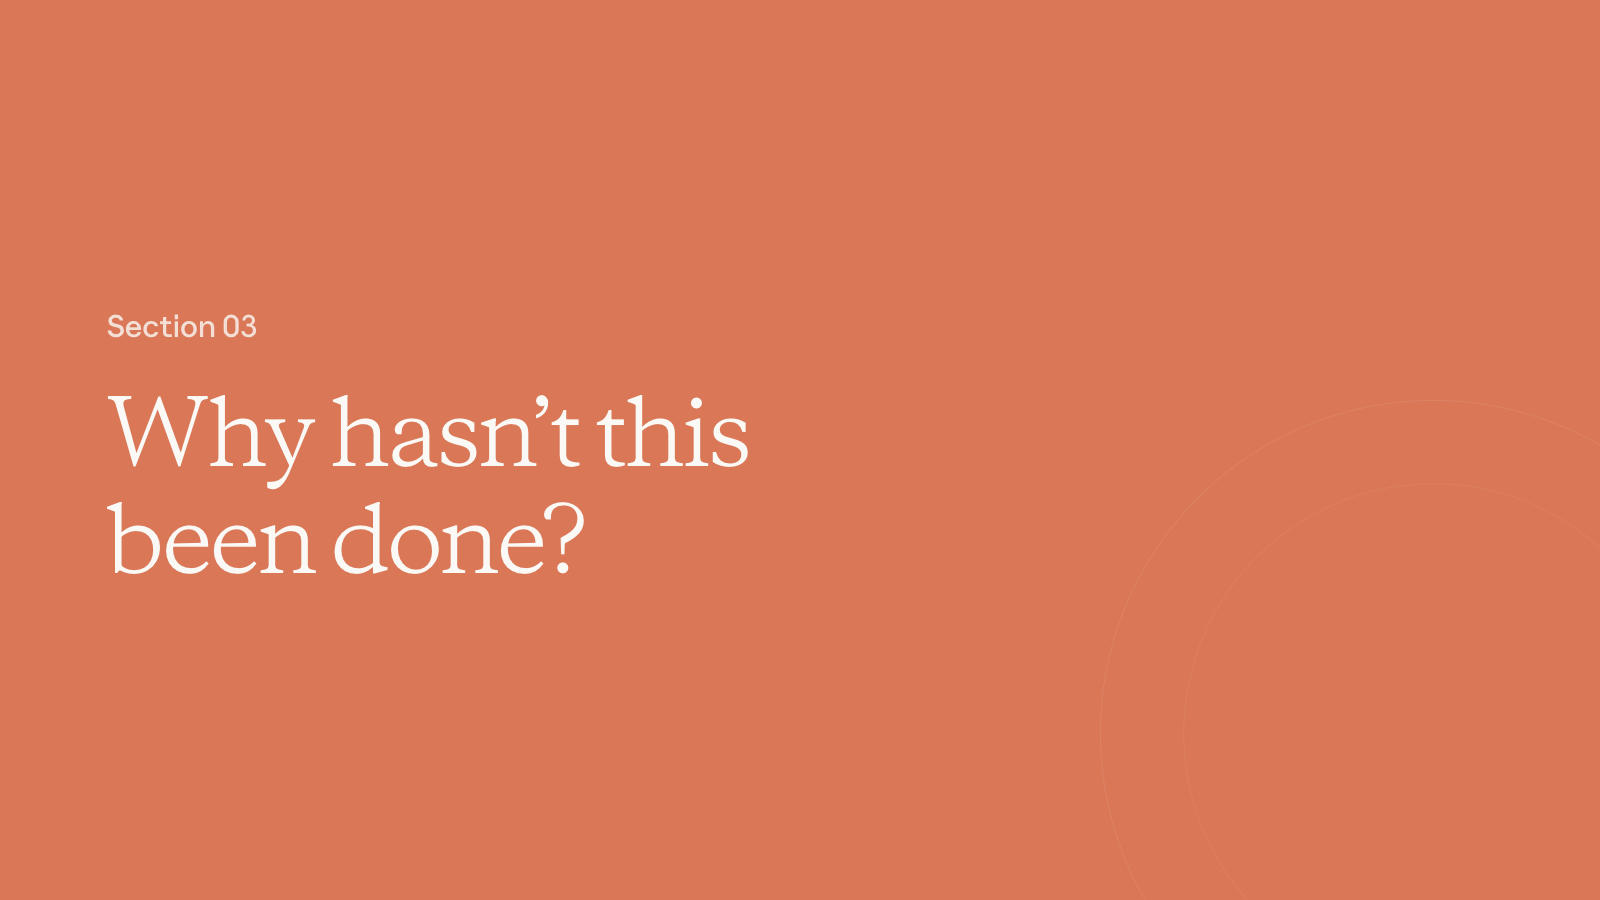 Section 03
Why hasn’t this
been done?